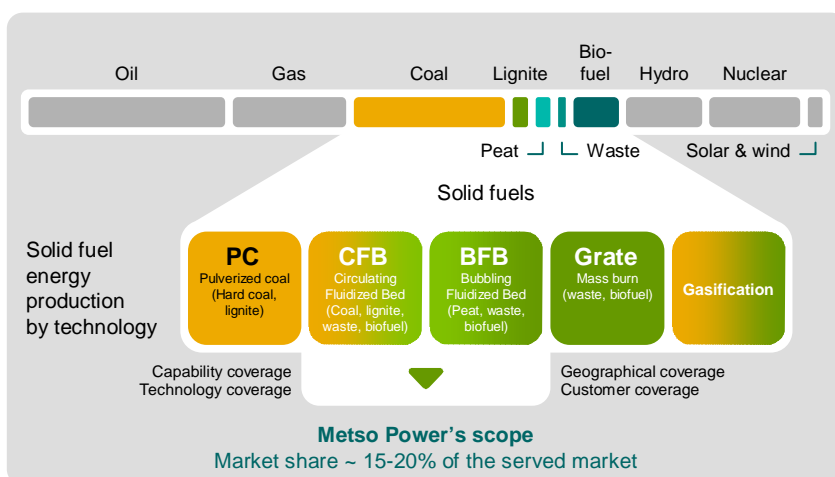 Oil
Gas
Coal
Lignite
Bio-
fuel
Hydro
Nuclear
Peat
Waste
Solar & wind
Solid fuels
Solid fuel
energy
production
by technology
PC
Pulverized coal
(Hard coal,
lignite)
CFB
Circulating
Fluidized Bed
(Coal, lignite,
waste, biofuel)
BFB
Bubbling
Fluidized Bed
(Peat, waste,
biofuel)
Grate
Mass burn
(waste, biofuel)
Gasification
Capability coverage
Technology coverage
Geographical coverage
Customer coverage
Metso Power's scope
Market share ~ 15-20% of the served market